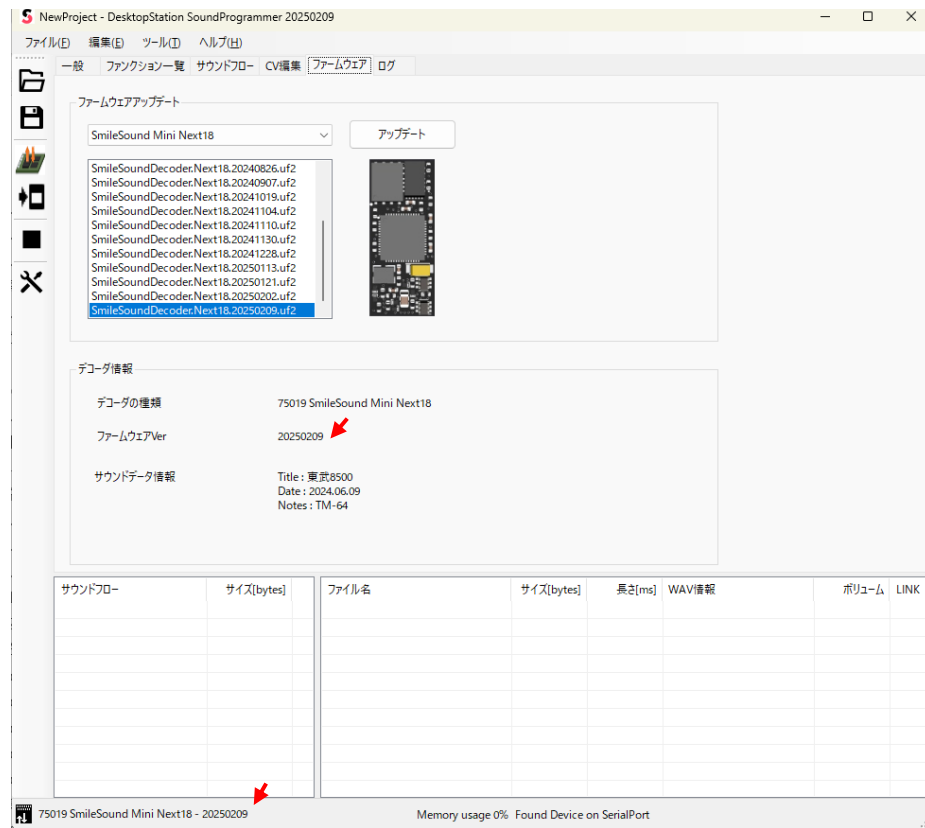 NewProject - DesktopStation SoundProgrammer 20250209
ファイル(F) 編集(E) ツール(T) ヘルプ(H)
一般 ファンクション一覧 サウンドフロー CV編集 ファームウェア ログ
ファームウェアアップデート
SmileSound Mini Next18 アップデート
SmileSoundDecoder.Next18.20240826.uf2
SmileSoundDecoder.Next18.20240907.uf2
SmileSoundDecoder.Next18.20241019.uf2
SmileSoundDecoder.Next18.20241104.uf2
SmileSoundDecoder.Next18.20241110.uf2
SmileSoundDecoder.Next18.20241130.uf2
SmileSoundDecoder.Next18.20241228.uf2
SmileSoundDecoder.Next18.20250113.uf2
SmileSoundDecoder.Next18.20250121.uf2
SmileSoundDecoder.Next18.20250202.uf2
SmileSoundDecoder.Next18.20250209.uf2
デコーダ情報
デコーダの種類 75019 SmileSound Mini Next18
ファームウェアVer 20250209
サウンドデータ情報 Title : 東武8500
Date : 2024.06.09
Notes : TM-64
サウンドフロー サイズ[bytes] ファイル名 サイズ[bytes] 長さ[ms] WAV情報 ボリューム LINK
75019 SmileSound Mini Next18 - 20250209 Memory usage 0% Found Device on SerialPort